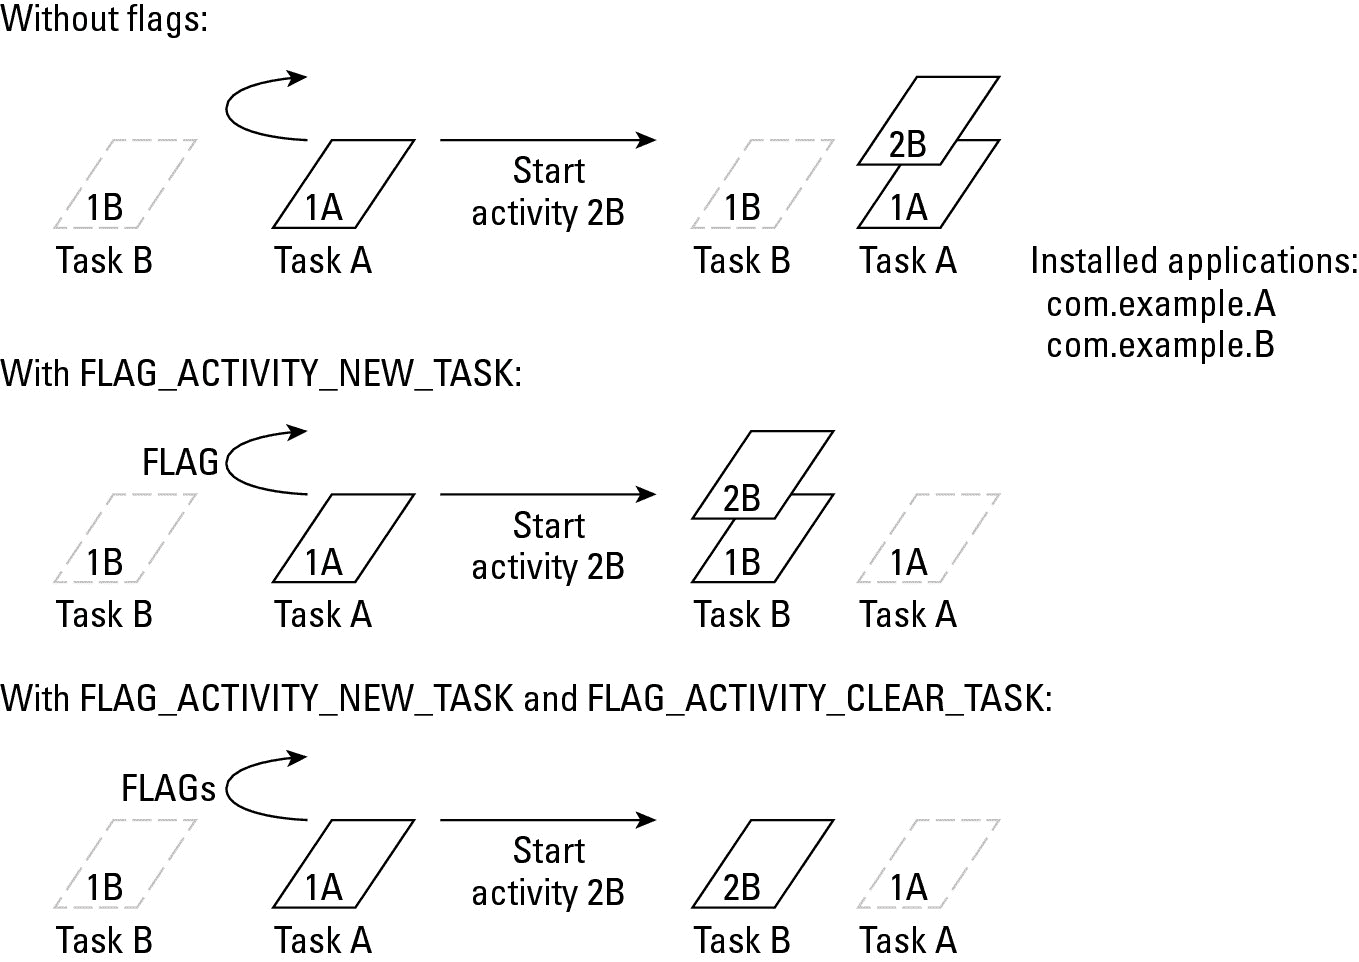 Without flags:
2B
1B
1A
Start
activity 2B
1B
1A
Task B
Task A
Task B
Task A
Installed applications:
com.example.A
com.example.B
With FLAG_ACTIVITY_NEW_TASK:
FLAG
2B
1B
1A
Start
activity 2B
1B
1A
Task B
Task A
Task B
Task A
With FLAG_ACTIVITY_NEW_TASK and FLAG_ACTIVITY_CLEAR_TASK:
FLAGs
1B
1A
Start
activity 2B
2B
1A
Task B
Task A
Task B
Task A